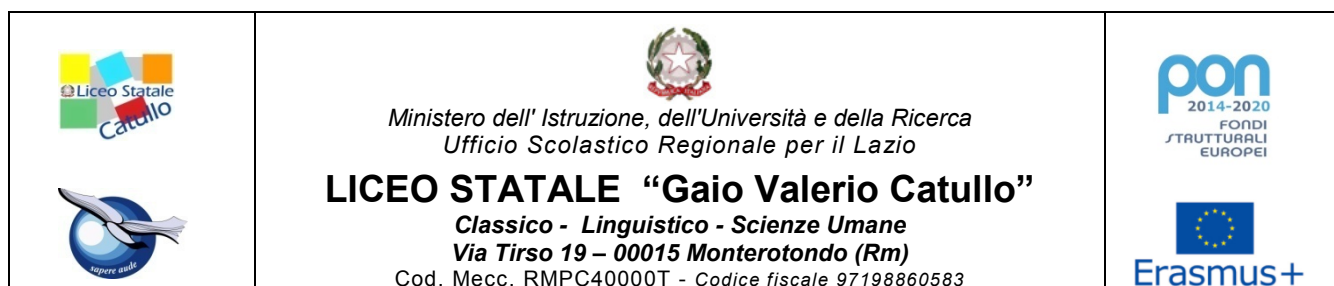 Liceo Statale
Catullo
sapere aude
Ministero dell' Istruzione, dell'Università e della Ricerca
Ufficio Scolastico Regionale per il Lazio
LICEO STATALE “Gaio Valerio Catullo”
Classico - Linguistico - Scienze Umane
Via Tirso 19 – 00015 Monterotondo (Rm)
Cod. Mecc. RMPC40000T - Codice fiscale 97198860583
pon
2014-2020
FONDI
STRUTTURALI
EUROPEI
Erasmus+